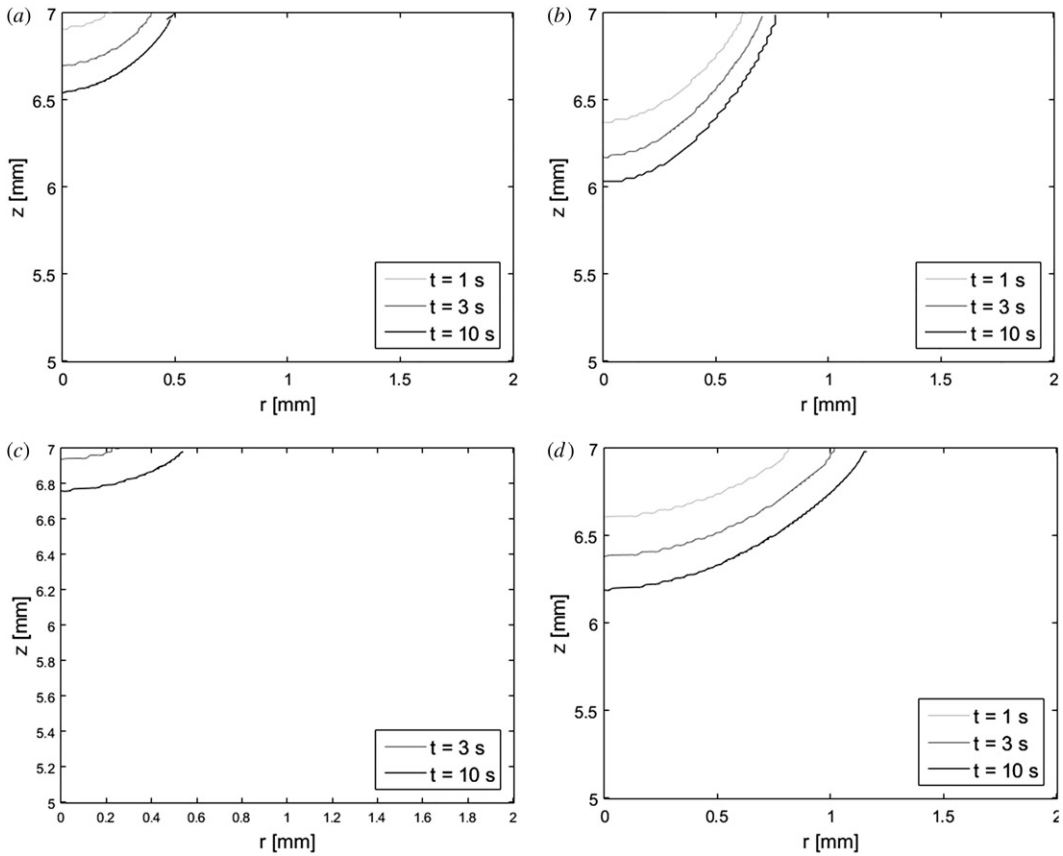 (a)
7
6.5
6
5.5
5
z [mm]
0
0.5
1
1.5
2
r [mm]
t = 1 s
t = 3 s
t = 10 s
(b)
7
6.5
6
5.5
5
z [mm]
0
0.5
1
1.5
2
r [mm]
t = 1 s
t = 3 s
t = 10 s
(c)
7
6.8
6.6
6.4
6.2
6
5.8
5.6
5.4
5.2
5
z [mm]
0
0.2
0.4
0.6
0.8
1
1.2
1.4
1.6
1.8
2
r [mm]
t = 3 s
t = 10 s
(d)
7
6.5
6
5.5
5
z [mm]
0
0.5
1
1.5
2
r [mm]
t = 1 s
t = 3 s
t = 10 s